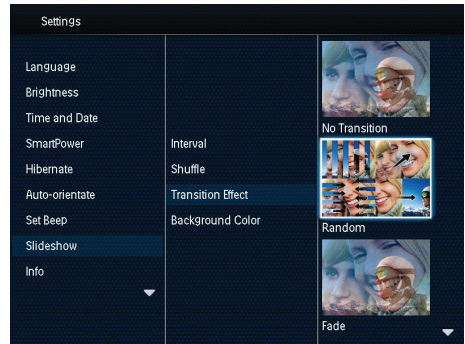 Settings
Language
Brightness
Time and Date
SmartPower
Hibernate
Auto-orientate
Set Beep
Slideshow
Info
Interval
Shuffle
Transition Effect
Background Color
No Transition
Random
Fade